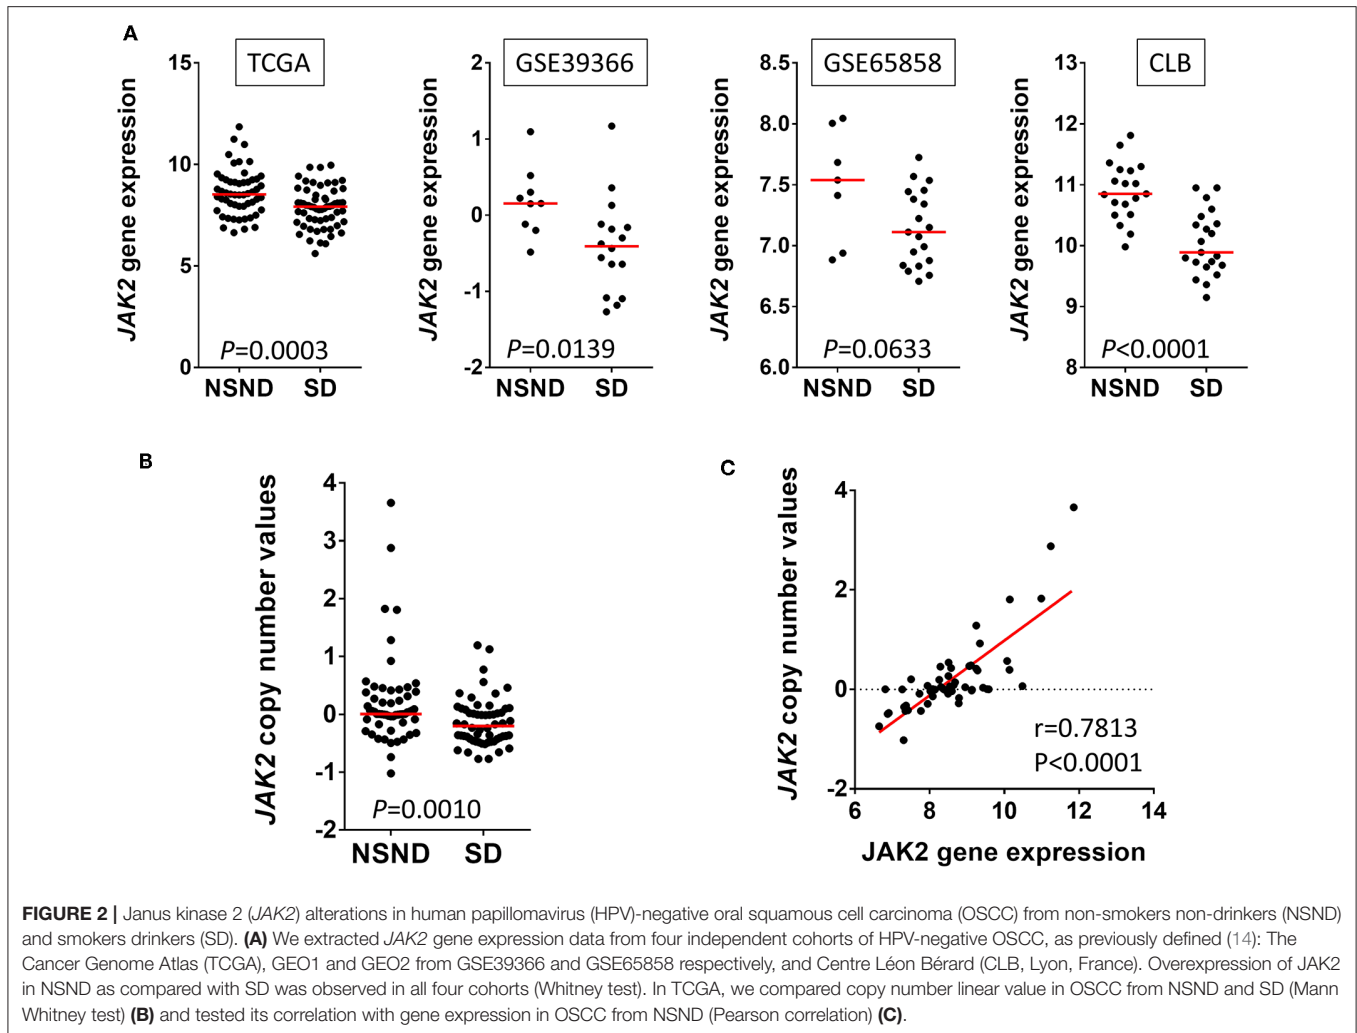 A
TCGA
15
10
5
0
JAK2 gene expression
P=0.0003
NSND SD
GSE39366
2
1
0
-1
-2
JAK2 gene expression
P=0.0139
NSND SD
GSE65858
8.5
8.0
7.5
7.0
6.5
6.0
JAK2 gene expression
P=0.0633
NSND SD
CLB
13
12
11
10
9
8
JAK2 gene expression
P<0.0001
NSND SD
B
JAK2 copy number values
4
3
2
1
0
-1
-2
P=0.0010
NSND SD
C
JAK2 copy number values
4
2
0
-2
r=0.7813
P<0.0001
6 8 10 12 14
JAK2 gene expression
FIGURE 2 | Janus kinase 2 (JAK2) alterations in human papillomavirus (HPV)-negative oral squamous cell carcinoma (OSCC) from non-smokers non-drinkers (NSND)
and smokers drinkers (SD). (A) We extracted JAK2 gene expression data from four independent cohorts of HPV-negative OSCC, as previously defined (14): The
Cancer Genome Atlas (TCGA), GEO1 and GEO2 from GSE39366 and GSE65858 respectively, and Centre Léon Bérard (CLB, Lyon, France). Overexpression of JAK2
in NSND as compared with SD was observed in all four cohorts (Whitney test). In TCGA, we compared copy number linear value in OSCC from NSND and SD (Mann
Whitney test) (B) and tested its correlation with gene expression in OSCC from NSND (Pearson correlation) (C).